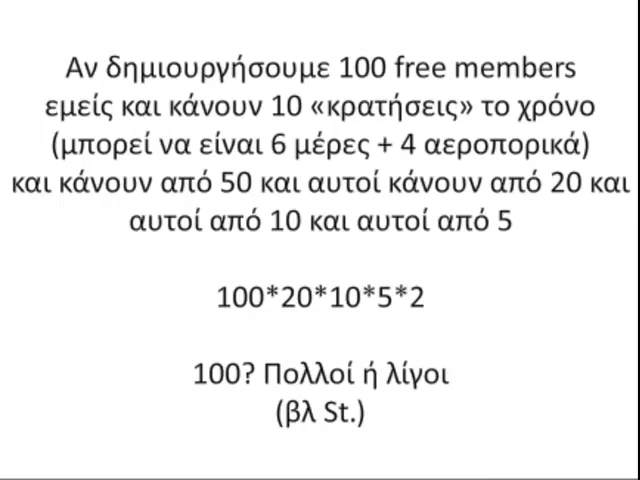 Αν δημιουργήσουμε 100 free members
εμείς και κάνουν 10 «κρατήσεις» το χρόνο
(μπορεί να είναι 6 μέρες + 4 αεροπορικά)
και κάνουν από 50 και αυτοί κάνουν από 20 και
αυτοί από 10 και αυτοί από 5
100*20*10*5*2
100? Πολλοί ή λίγοι
(βλ St.)